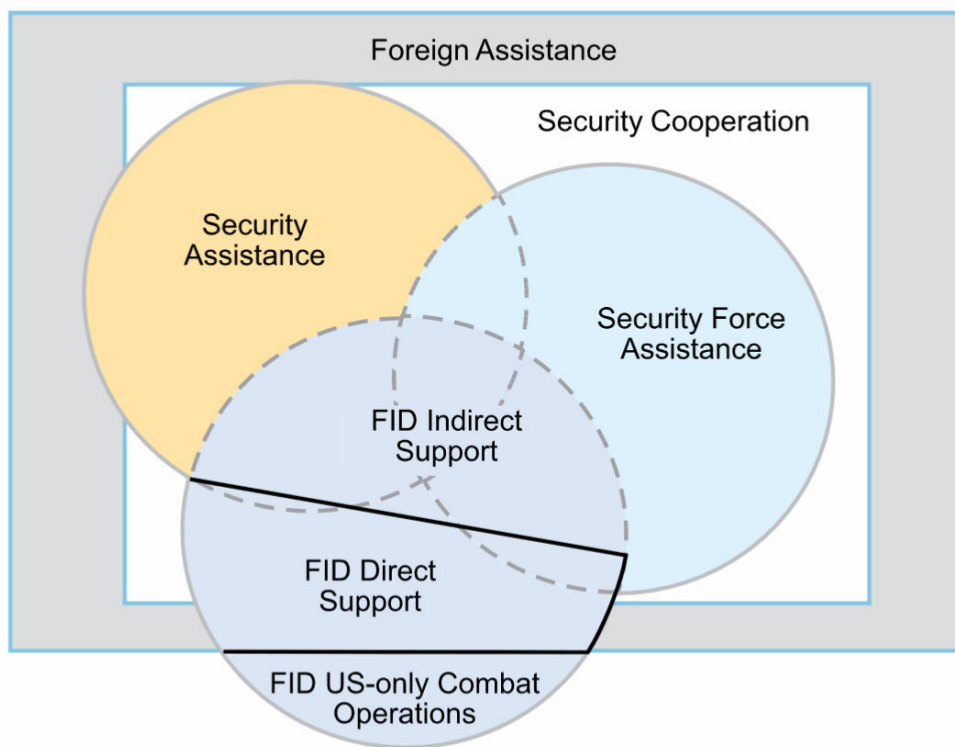 Foreign Assistance
Security Cooperation
Security
Assistance
Security Force
Assistance
FID Indirect
Support
FID Direct
Support
FID US-only Combat
Operations